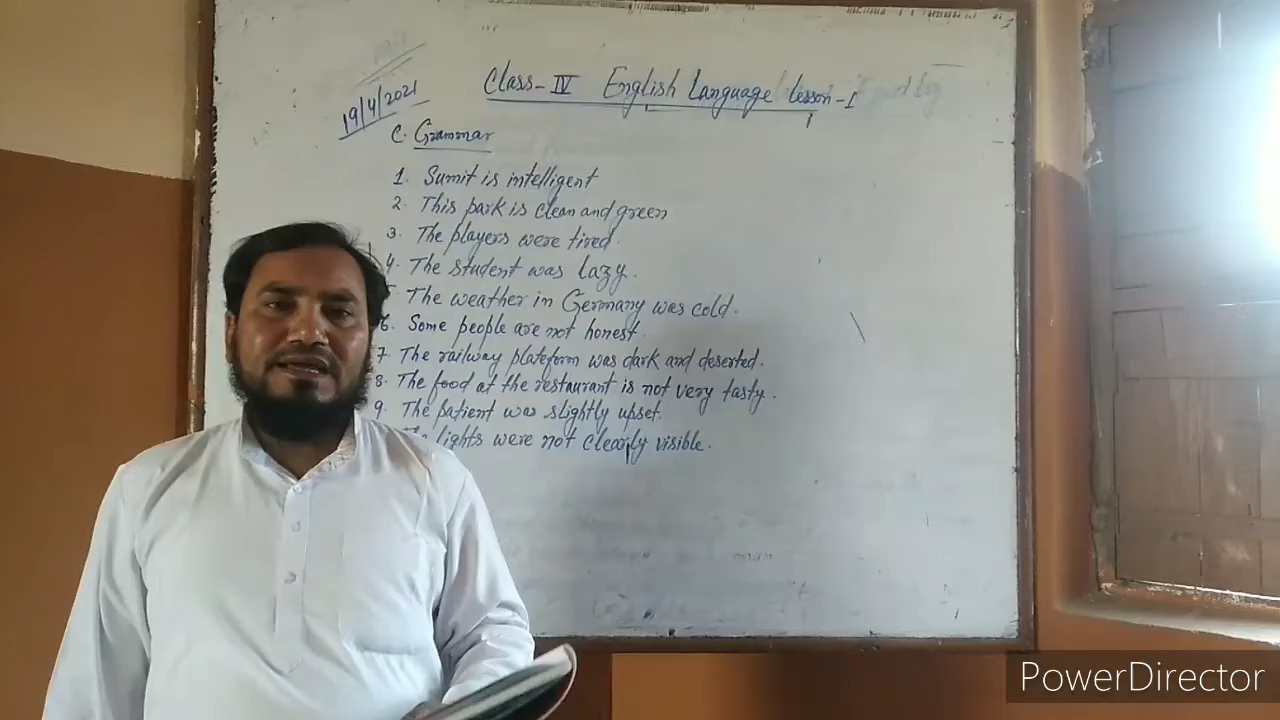 19/4/2021
Class-IV English Language Lesson-I
C. Grammar
1. Sumit is intelligent
2. This park is clean and green
3. The players were tired.
4. The student was lazy.
The weather in Germany was cold.
6. Some people are not honest.
7 The railway plateform was dark and deserted.
8. The food at the restaurant is not very tasty.
9. The patient was slightly upset.
lights were not clearly visible.
PowerDirector